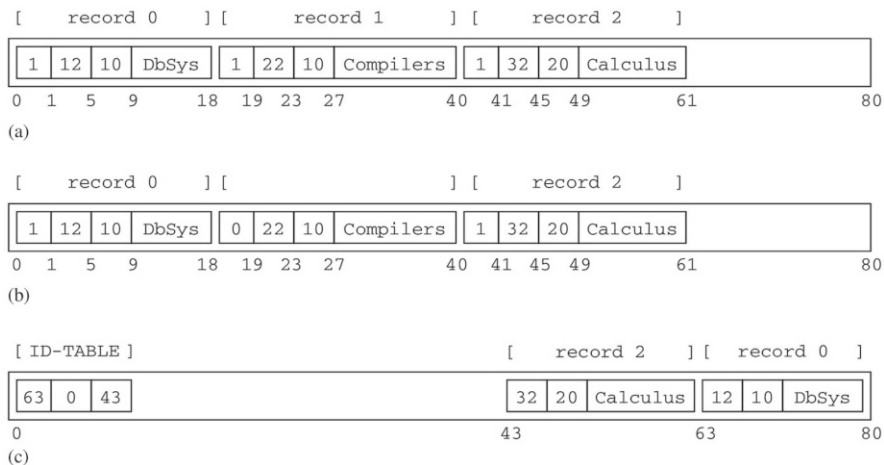 [ record 0 ] [ record 1 ] [ record 2 ]
1 12 10 DbSys 1 22 10 Compilers 1 32 20 Calculus
0 1 5 9 18 19 23 27 40 41 45 49 61 80
(a)
[ record 0 ] [ ] [ record 2 ]
1 12 10 DbSys 0 22 10 Compilers 1 32 20 Calculus
0 1 5 9 18 19 23 27 40 41 45 49 61 80
(b)
[ ID-TABLE ] [ record 2 ] [ record 0 ]
63 0 43 32 20 Calculus 12 10 DbSys
0 43 63 80
(c)